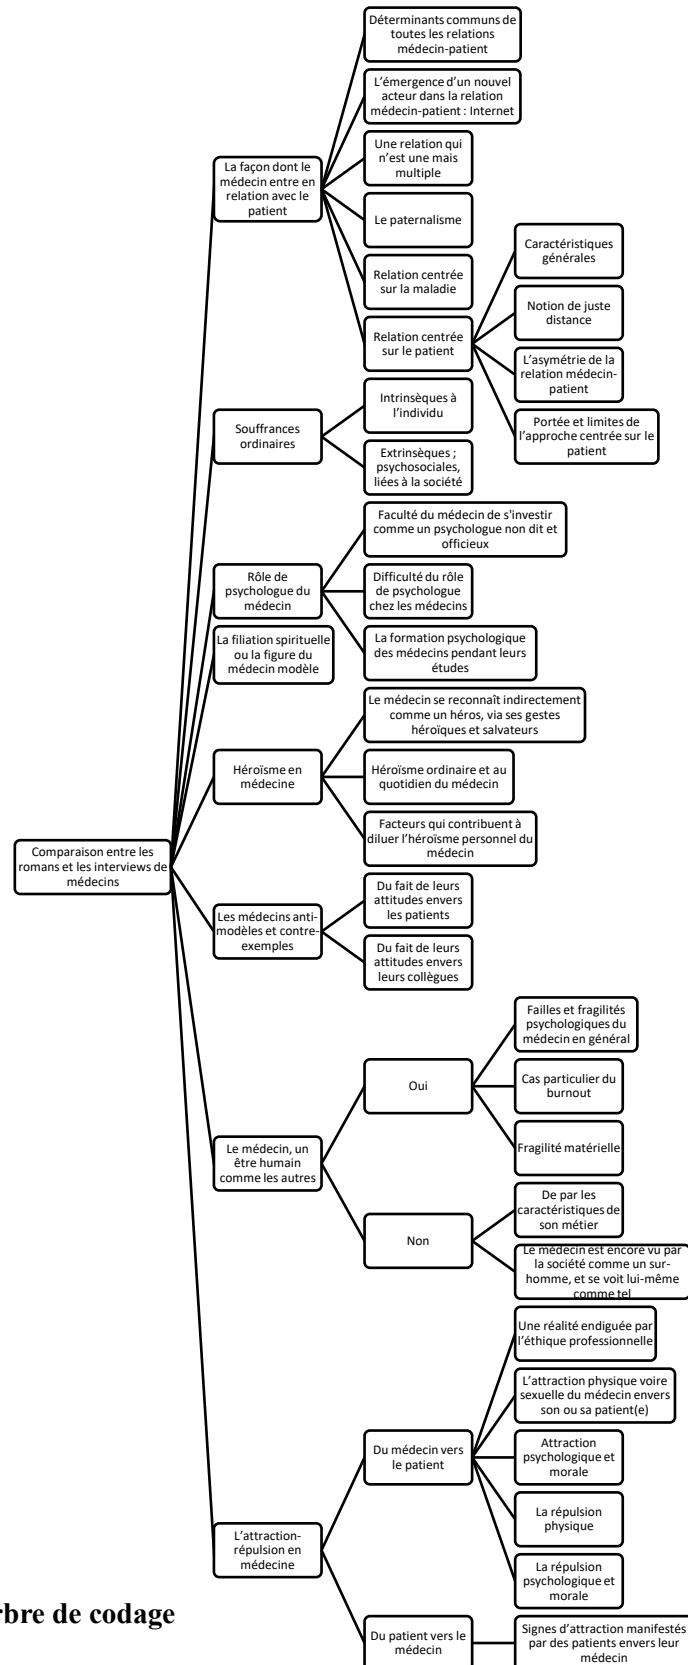 Déterminants communs de
toutes les relations
médecin-patient
L'émergence d'un nouvel
acteur dans la relation
médecin-patient : Internet
Une relation qui
n'est une mais
multiple
La façon dont le
médecin entre en
relation avec le
patient
Le paternalisme
Relation centrée
sur la maladie
Relation centrée
sur le patient
Caractéristiques
générales
Notion de juste
distance
L'asymétrie de la
relation médecin-
patient
Portée et limites de
l'approche centrée sur le
patient
Souffrances
ordinaires
Intrinsèques à
l'individu
Extrinsèques ;
psychosociales,
liées à la société
Rôle de
psychologue du
médecin
Faculté du médecin de s'investir
comme un psychologue non dit et
officieux
Difficulté du rôle
de psychologue
chez les médecins
La formation psychologique
des médecins pendant leurs
études
La filiation spirituelle
ou la figure du
médecin modèle
Héroïsme en
médecine
Le médecin se reconnaît indirectement
comme un héros, via ses gestes
héroïques et salvateurs
Héroïsme ordinaire et au
quotidien du médecin
Facteurs qui contribuent à
diluer l'héroïsme personnel du
médecin
Comparaison entre les
romans et les interviews de
médecins
Les médecins anti-
modèles et contre-
exemples
Du fait de leurs
attitudes envers
les patients
Du fait de leurs
attitudes envers
leurs collègues
Le médecin, un
être humain
comme les autres
Oui
Failles et fragilités
psychologiques du
médecin en général
Cas particulier du
burnout
Fragilité matérielle
Non
De par les
caractéristiques de
son métier
Le médecin est encore vu par
la société comme un sur-
homme, et se voit lui-même
comme tel
L'attraction-
répulsion en
médecine
Du médecin vers
le patient
Une réalité endiguée par
l'éthique professionnelle
L'attraction physique voire
sexuelle du médecin envers
son ou sa patient(e)
Attraction
psychologique et
morale
La répulsion
physique
La répulsion
psychologique et
morale
Du patient vers le
médecin
Signes d'attraction manifestés
par des patients envers leur
médecin
rbre de codage